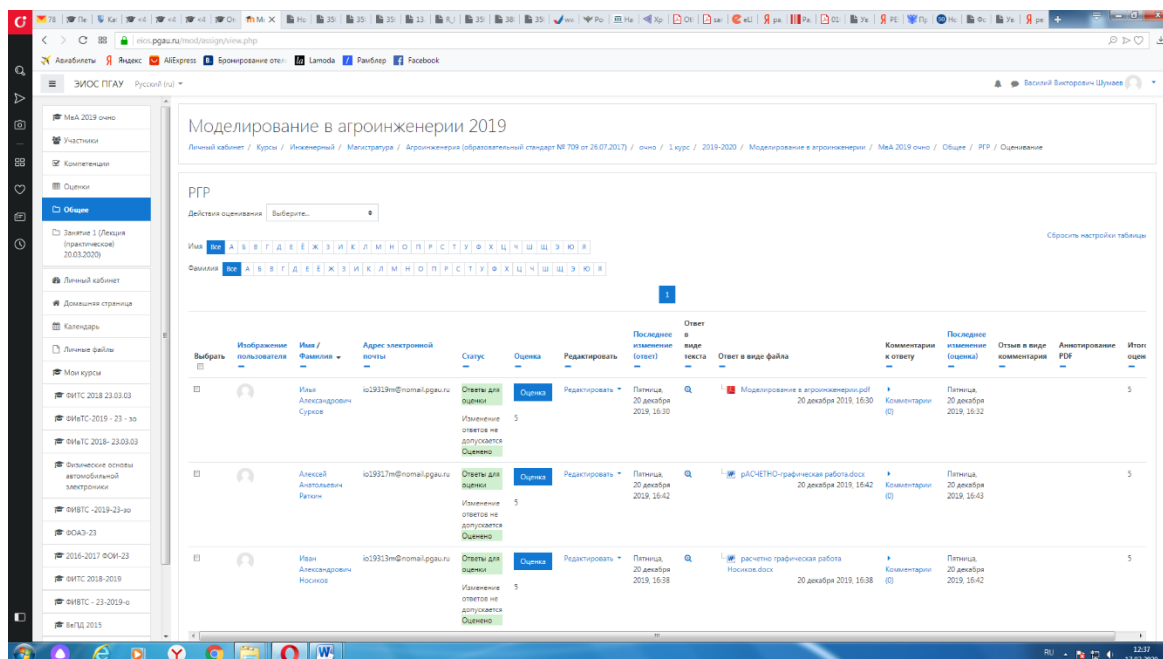 eios.pgau.ru/mod/assign/view.php
Авиабилеты Яндекс AliExpress Бронирование отел Lamoda Рамблер Facebook
ЭИОС ПГАУ Русский (ru)
Василий Викторович Шумаев
МвА 2019 очно
Участники
Компетенции
Оценки
Общее
Занятие 1 (Лекция
(практическое)
20.03.2020)
Личный кабинет
Домашняя страница
Календарь
Личные файлы
Мои курсы
ФИТС 2018 23.03.03
ФИвТС-2019 - 23 - зо
ФИвТС 2018- 23.03.03
Физические основы
автомобильной
электроники
ФИВТС -2019-23-зо
ФОАЭ-23
2016-2017 ФОИ-23
ФИТС 2018-2019
ФИВТС - 23-2019-о
ВеПД 2015
Моделирование в агроинженерии 2019
Личный кабинет / Курсы / Инженерный / Магистратура / Агроинженерия (образовательный стандарт № 709 от 26.07.2017) / очно / 1 курс / 2019-2020 / Моделирование в агроинженерии / МвА 2019 очно / Общее / РГР / Оценивание
РГР
Действия оценивания Выберите...
Сбросить настройки таблицы
Имя Все А Б В Г Д Е Ё Ж З И К Л М Н О П Р С Т У Ф Х Ц Ч Ш Щ Э Ю Я
Фамилия Все А Б В Г Д Е Ё Ж З И К Л М Н О П Р С Т У Ф Х Ц Ч Ш Щ Э Ю Я
1
Выбрать
Изображение
пользователя
Имя /
Фамилия
Адрес электронной
почты
Статус
Оценка
Редактировать
Последнее
изменение
(ответ)
Ответ
в
виде
текста
Ответ в виде файла
Комментарии
к ответу
Последнее
изменение
(оценка)
Отзыв в виде
комментария
Аннотирование
PDF
Итого
оцен
Илья
Александрович
Сурков
io19319m@nomail.pgau.ru
Ответы для
оценки
Изменение
ответов не
допускается
Оценено
Оценка
5
Редактировать
Пятница,
20 декабря
2019, 16:30
Моделирование в агроинженерии.pdf
20 декабря 2019, 16:30
Комментарии
(0)
Пятница,
20 декабря
2019, 16:32
5
Алексей
Анатольевич
Раткин
io19317m@nomail.pgau.ru
Ответы для
оценки
Изменение
ответов не
допускается
Оценено
Оценка
5
Редактировать
Пятница,
20 декабря
2019, 16:42
рАСЧЕТНО-графическая работа.docx
20 декабря 2019, 16:42
Комментарии
(0)
Пятница,
20 декабря
2019, 16:43
5
Иван
Александрович
Носиков
io19313m@nomail.pgau.ru
Ответы для
оценки
Изменение
ответов не
допускается
Оценено
Оценка
5
Редактировать
Пятница,
20 декабря
2019, 16:38
расчетно графическая работа
Носиков.docx
20 декабря 2019, 16:38
Комментарии
(0)
Пятница,
20 декабря
2019, 16:42
5
RU
12:37